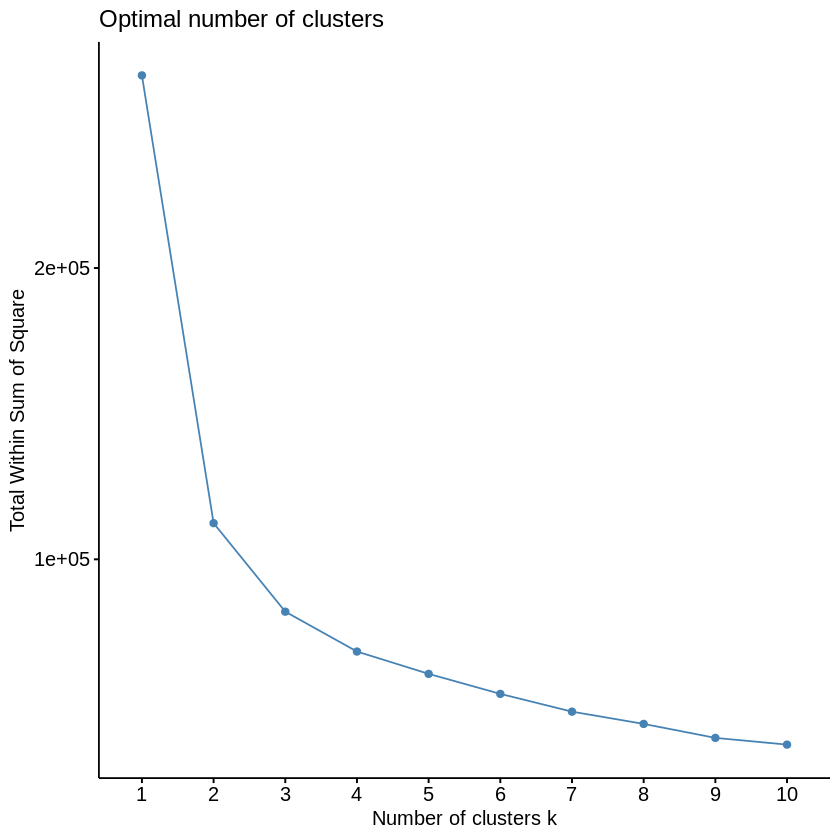 Optimal number of clusters
Total Within Sum of Square
2e+05
1e+05
1 2 3 4 5 6 7 8 9 10
Number of clusters k